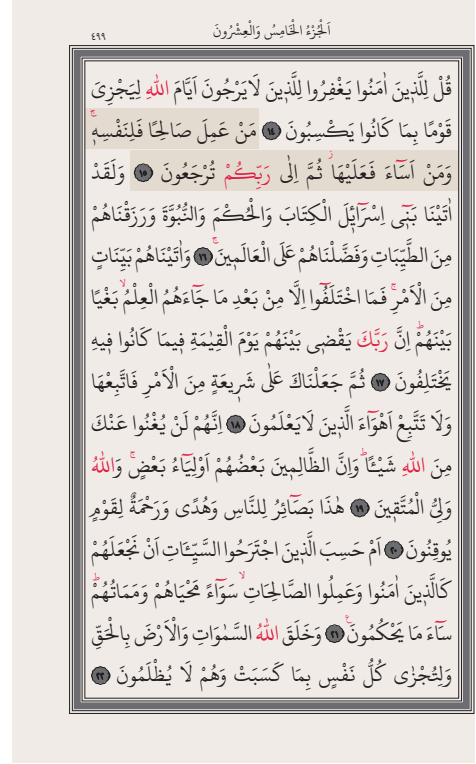 اَلْجُزْءُ الْخَامِسُ وَالْعِشْرُونَ
٤٩٩
قُلْ لِلَّذ۪ينَ اٰمَنُوا يَغْفِرُوا لِلَّذ۪ينَ لَايَرْجُونَ اَيَّامَ اللّٰهِ لِيَجْزِيَ
قَوْمًا بِمَا كَانُوا يَكْسِبُونَ ﴿١٤﴾ مَنْ عَمِلَ صَالِحًا فَلِنَفْسِه۪ۚ
وَمَنْ اَسَٓاءَ فَعَلَيْهَاۘ ثُمَّ اِلٰى رَبِّكُمْ تُرْجَعُونَ ﴿١٥﴾ وَلَقَدْ
اٰتَيْنَا بَن۪ٓي اِسْرَٓائ۪لَ الْكِتَابَ وَالْحُكْمَ وَالنُّبُوَّةَ وَرَزَقْنَاهُمْ
مِنَ الطَّيِّبَاتِ وَفَضَّلْنَاهُمْ عَلَى الْعَالَم۪ينَۚ ﴿١٦﴾ وَاٰتَيْنَاهُمْ بَيِّنَاتٍ
مِنَ الْاَمْرِۚ فَمَا اخْتَلَفُٓوا اِلَّا مِنْ بَعْدِ مَا جَٓاءَهُمُ الْعِلْمُۙ بَغْيًا
بَيْنَهُمْۜ اِنَّ رَبَّكَ يَقْض۪ي بَيْنَهُمْ يَوْمَ الْقِيٰمَةِ ف۪يمَا كَانُوا ف۪يهِ
يَخْتَلِفُونَ ﴿١٧﴾ ثُمَّ جَعَلْنَاكَ عَلٰى شَر۪يعَةٍ مِنَ الْاَمْرِ فَاتَّبِعْهَا
وَلَا تَتَّبِعْ اَهْوَٓاءَ الَّذ۪ينَ لَايَعْلَمُونَ ﴿١٨﴾ اِنَّهُمْ لَنْ يُغْنُوا عَنْكَ
مِنَ اللّٰهِ شَيْـًٔاۜ وَاِنَّ الظَّالِم۪ينَ بَعْضُهُمْ اَوْلِيَٓاءُ بَعْضٍۚ وَاللّٰهُ
وَلِيُّ الْمُتَّق۪ينَ ﴿١٩﴾ هٰذَا بَصَٓائِرُ لِلنَّاسِ وَهُدًى وَرَحْمَةٌ لِقَوْمٍ
يُوقِنُونَ ﴿٢٠﴾ اَمْ حَسِبَ الَّذ۪ينَ اجْتَرَحُوا السَّيِّـَٔاتِ اَنْ نَجْعَلَهُمْ
كَالَّذ۪ينَ اٰمَنُوا وَعَمِلُوا الصَّالِحَاتِۙ سَوَٓاءً مَحْيَاهُمْ وَمَمَاتُهُمْۜ
سَٓاءَ مَا يَحْكُمُونَ۟ ﴿٢١﴾ وَخَلَقَ اللّٰهُ السَّمٰوَاتِ وَالْاَرْضَ بِالْحَقِّ
وَلِتُجْزٰى كُلُّ نَفْسٍ بِمَا كَسَبَتْ وَهُمْ لَا يُظْلَمُونَ ﴿٢٢﴾